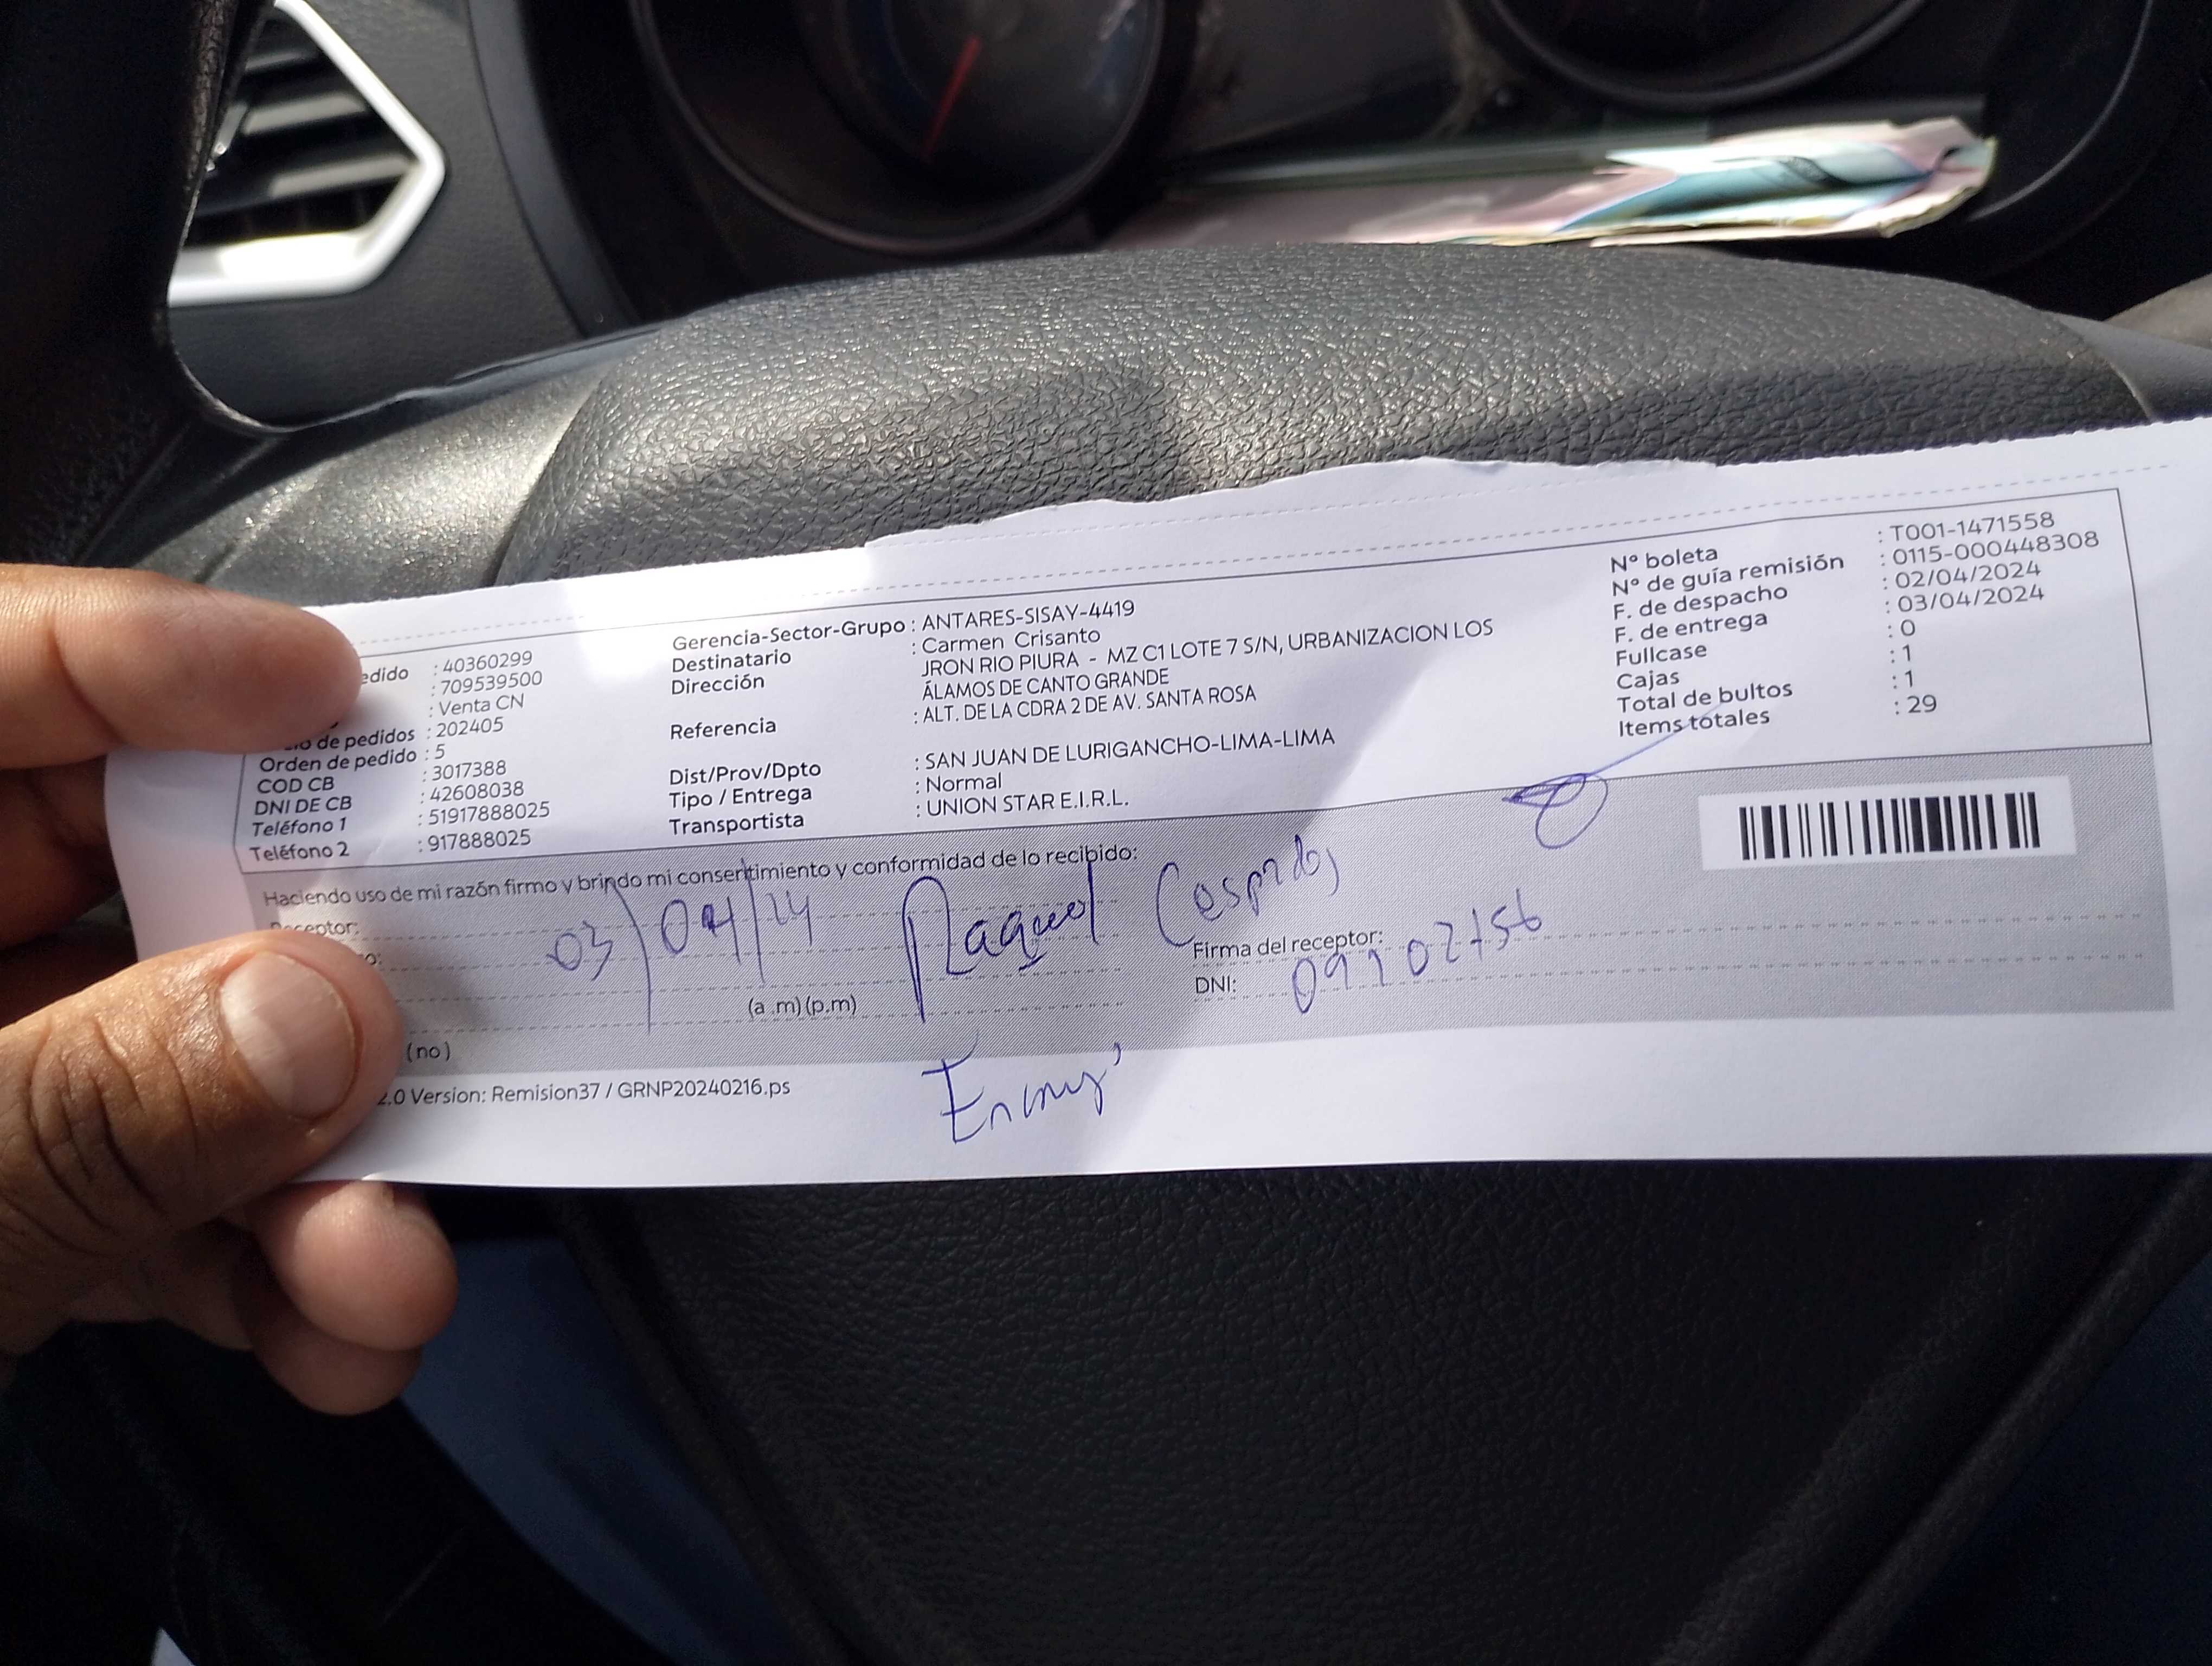 edido : 40360299
: 709539500
: Venta CN
de pedidos : 202405
Orden de pedido : 5
COD CB : 3017388
DNI DE CB : 42608038
Teléfono 1 : 51917888025
Teléfono 2 : 917888025
Gerencia-Sector-Grupo : ANTARES-SISAY-4419
Destinatario : Carmen Crisanto
Dirección JRON RIO PIURA - MZ C1 LOTE 7 S/N, URBANIZACION LOS
ÁLAMOS DE CANTO GRANDE
Referencia : ALT. DE LA CDRA 2 DE AV. SANTA ROSA
Dist/Prov/Dpto : SAN JUAN DE LURIGANCHO-LIMA-LIMA
Tipo / Entrega : Normal
Transportista : UNION STAR E.I.R.L.
N° boleta : T001-1471558
N° de guía remisión : 0115-000448308
F. de despacho : 02/04/2024
F. de entrega : 03/04/2024
Fullcase : 0
Cajas : 1
Total de bultos : 1
Items totales : 29
Haciendo uso de mi razón firmo y brindo mi consentimiento y conformidad de lo recibido:
Receptor:
03/04/24 Raquel
Firma del receptor:
(a .m) (p.m)
DNI:
(no)
2.0 Version: Remision37 / GRNP20240216.ps